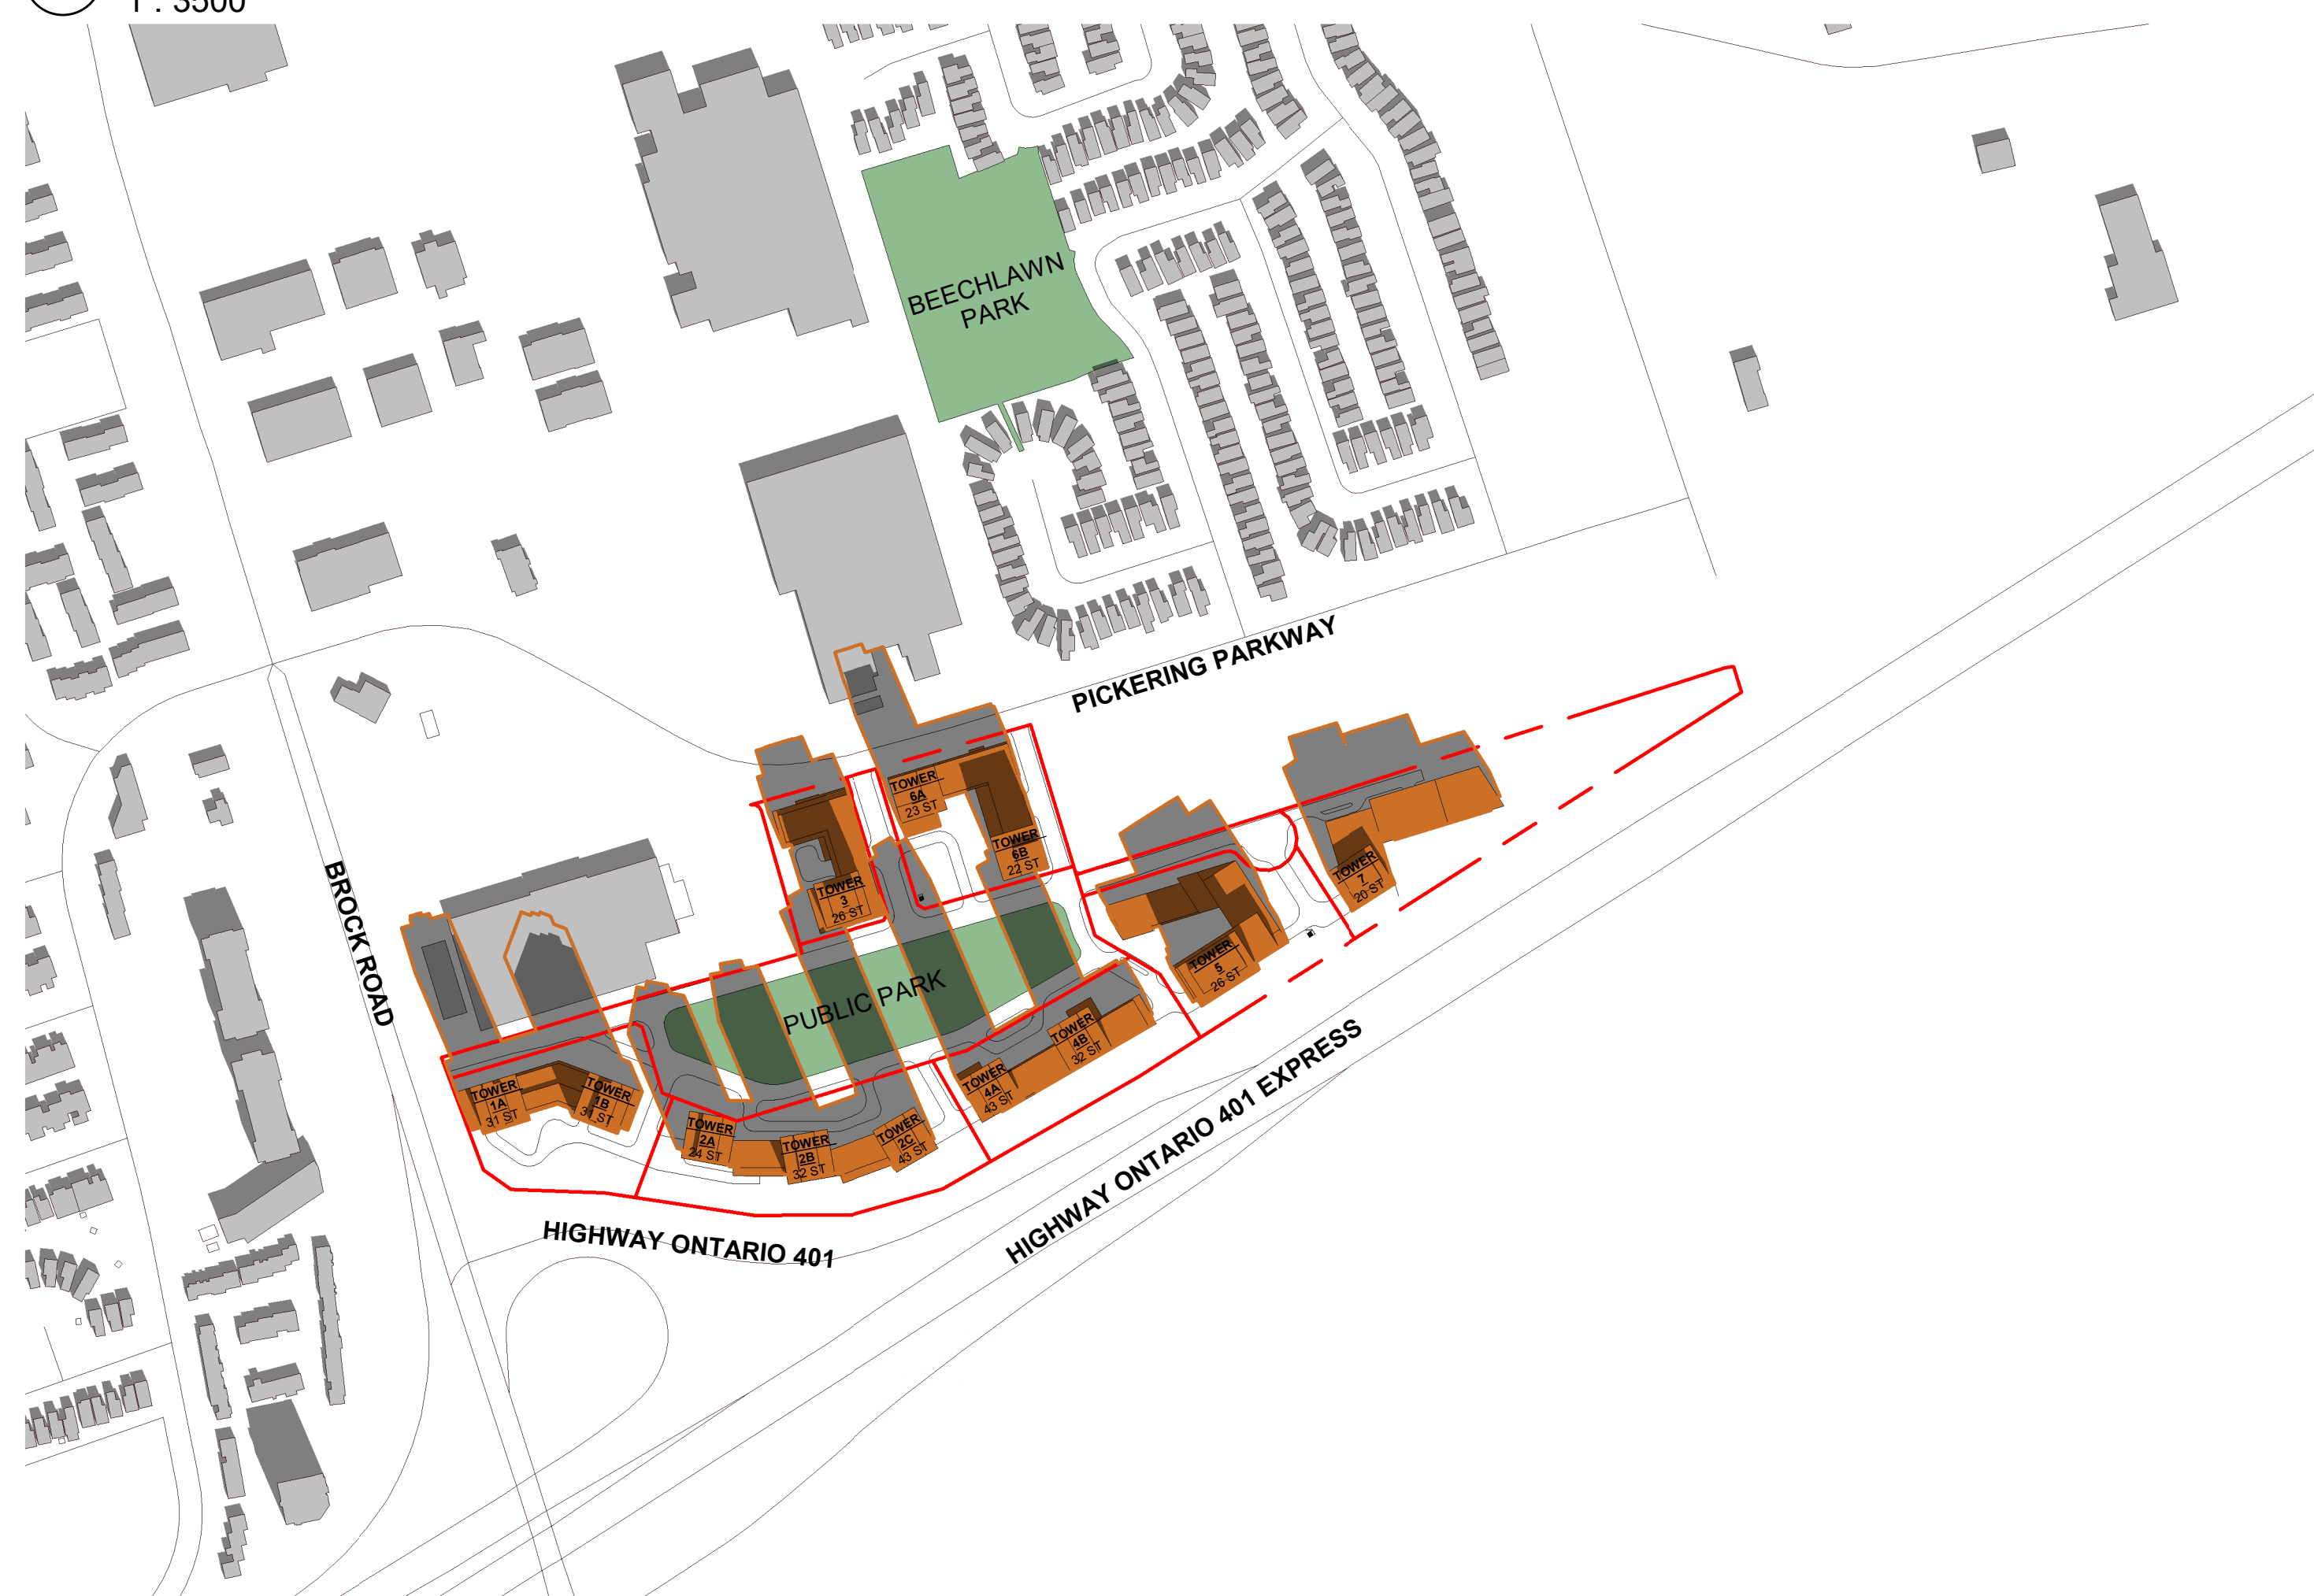 1 : 3500
BEECHLAWN
PARK
PICKERING PARKWAY
TOWER
6A
23 ST
TOWER
6B
22 ST
TOWER
3
26 ST
TOWER
7
20 ST
BROCK ROAD
TOWER
5
26 ST
PUBLIC PARK
TOWER
4B
32 ST
TOWER
4A
43 ST
TOWER
1A
31 ST
TOWER
1B
31 ST
TOWER
2A
24 ST
TOWER
2B
32 ST
TOWER
2C
43 ST
HIGHWAY ONTARIO 401
HIGHWAY ONTARIO 401 EXPRESS